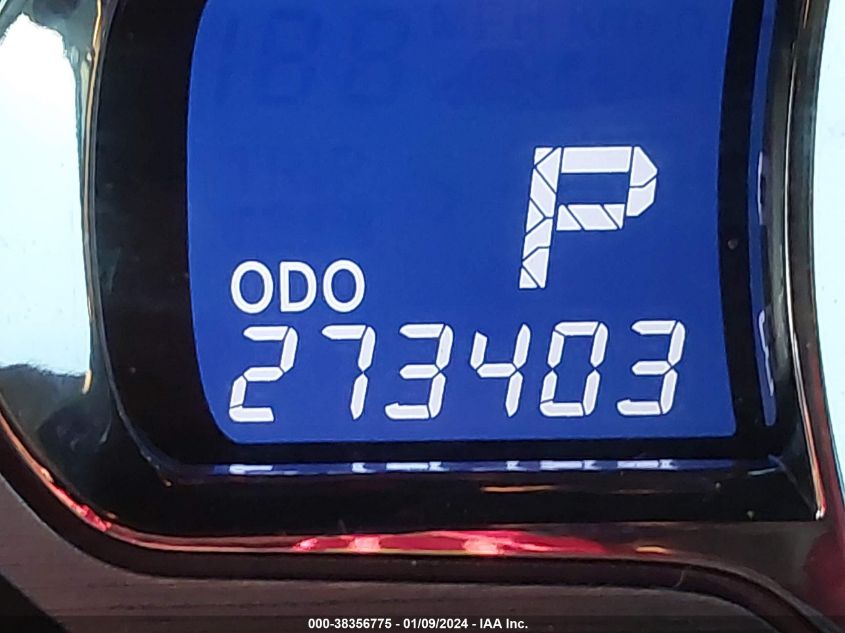 P
ODO
273403
000-38356775 - 01/09/2024 - IAA Inc.